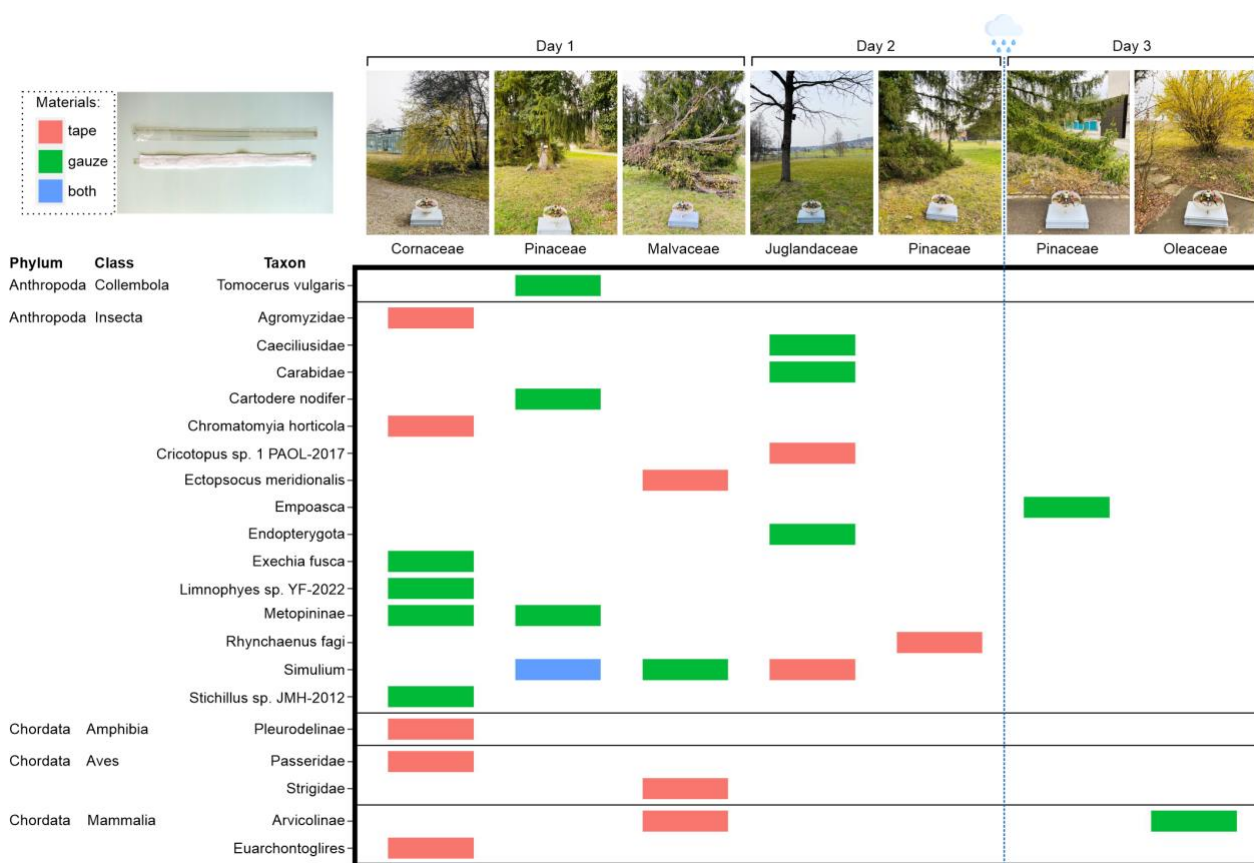 Day 1 Day 2 Day 3
Materials:
tape
gauze
both
Cornaceae Pinaceae Malvaceae Juglandaceae Pinaceae Pinaceae Oleaceae
Phylum Class Taxon
Anthropoda Collembola Tomocerus vulgaris
Anthropoda Insecta Agromyzidae
Caeciliusidae
Carabidae
Cartodere nodifer
Chromatomyia horticola
Cricotopus sp. 1 PAOL-2017
Ectopsocus meridionalis
Empoasca
Endopterygota
Exechia fusca
Limnophyes sp. YF-2022
Metopininae
Rhynchaenus fagi
Simulium
Stichillus sp. JMH-2012
Chordata Amphibia Pleurodelinae
Chordata Aves Passeridae
Strigidae
Chordata Mammalia Arvicolinae
Euarchontoglires